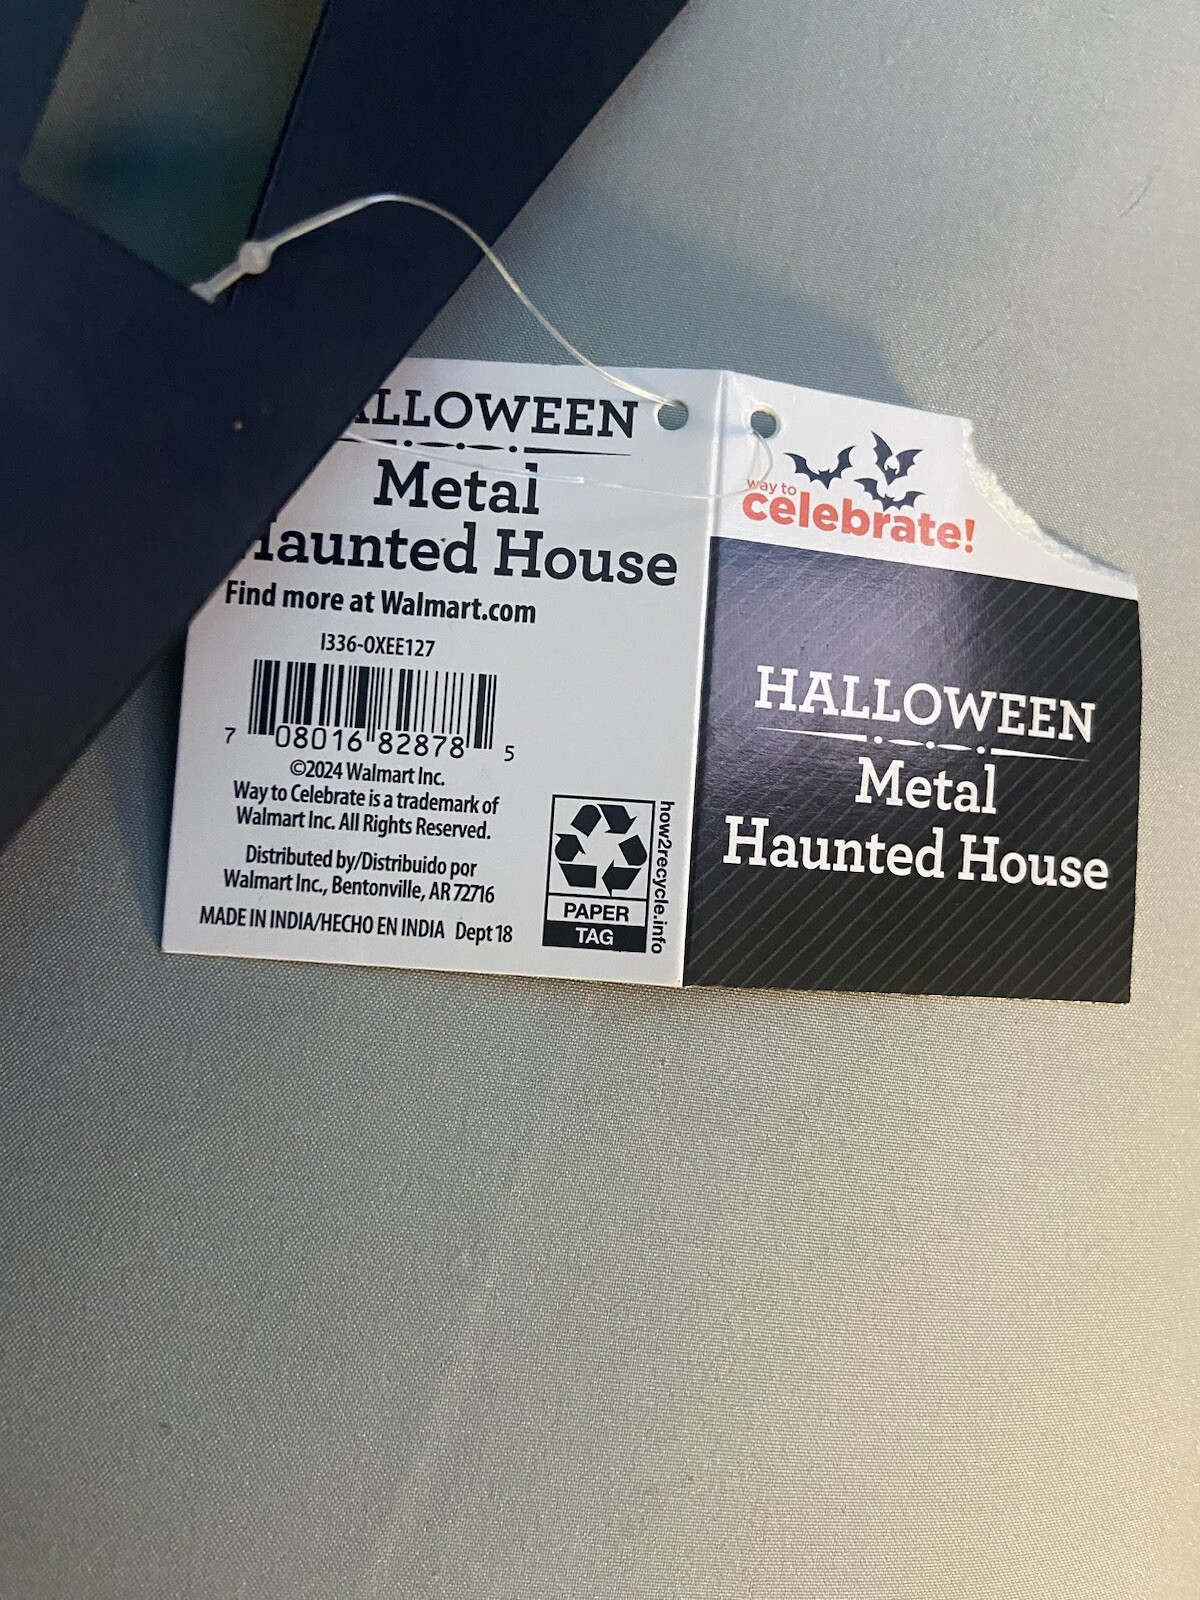 ALLOWEEN
Metal
Haunted House
Find more at Walmart.com
I336-0XEE127
7 08016 82878 5
©2024 Walmart Inc.
Way to Celebrate is a trademark of
Walmart Inc. All Rights Reserved.
Distributed by/Distribuido por
Walmart Inc., Bentonville, AR 72716
MADE IN INDIA/HECHO EN INDIA Dept 18
PAPER
TAG
how2recycle.info
way to
celebrate!
HALLOWEEN
Metal
Haunted House